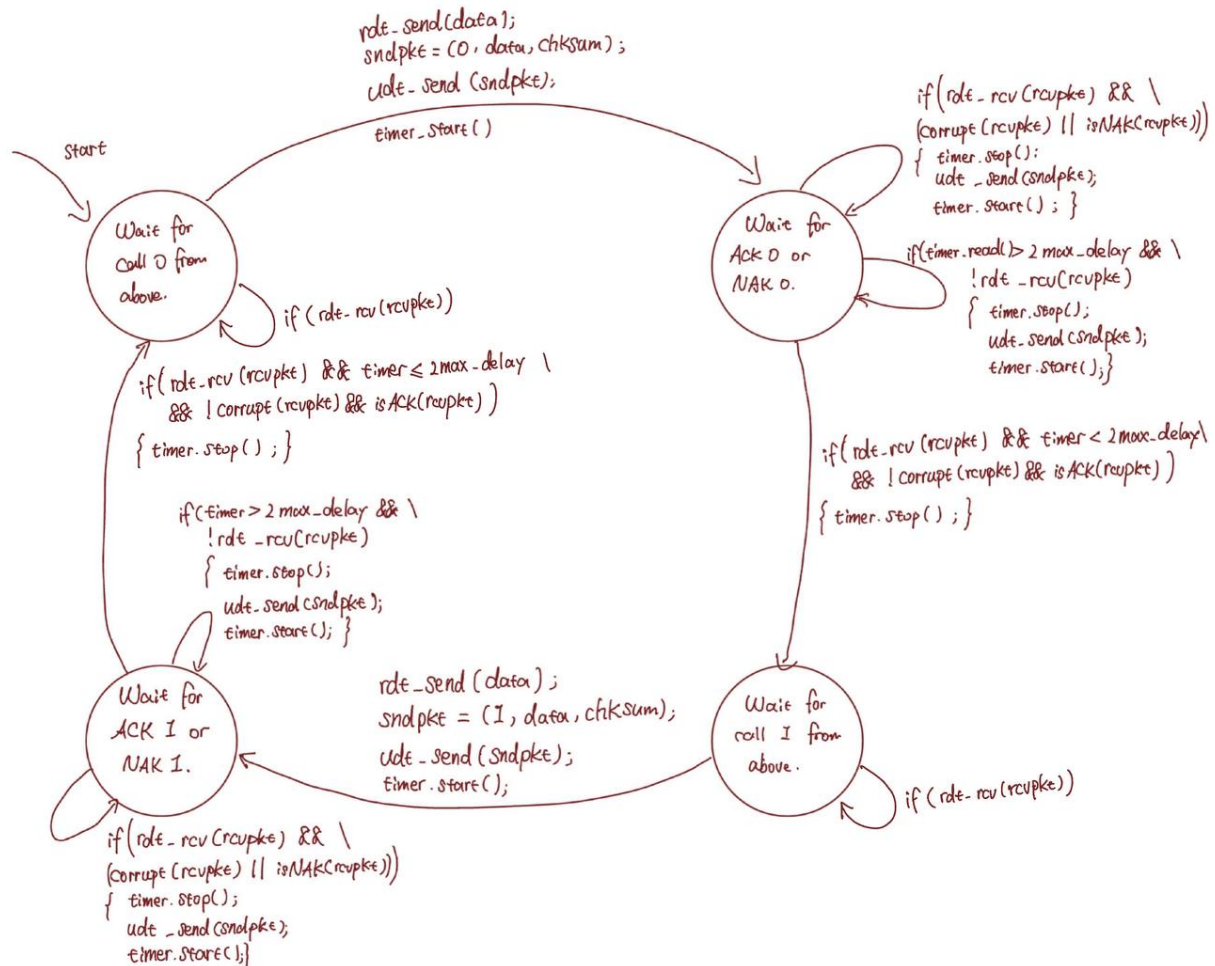 rdt_send(data);
sndpkt = (0, data, chksum);
udt_send (sndpkt);
timer_start()
start
Wait for
call 0 from
above.
if (rdt_rcv(rcvpkt))
Wait for
ACK 0 or
NAK 0.
if(rdt_rcv(rcvpkt) && \
(corrupt(rcvpkt) || isNAK(rcvpkt)))
{ timer.stop():
udt_send(sndpkt);
timer.start(); }
if(timer.read()> 2 max_delay && \
!rdt_rcv(rcvpkt)
{ timer.stop();
udt_send(sndpkt);
timer.start();}
if(rdt_rcv(rcvpkt) && timer ≤ 2max_delay \
&& !corrupt(rcvpkt) && isACK(rcvpkt))
{ timer.stop(); }
if(rdt_rcv(rcvpkt) && timer < 2max_delay\
&& !corrupt(rcvpkt) && isACK(rcvpkt))
{ timer.stop(); }
if(timer > 2 max_delay && \
!rdt_rcv(rcvpkt)
{ timer.stop();
udt_send(sndpkt);
timer.start(); }
Wait for
ACK 1 or
NAK 1.
rdt_send(data);
sndpkt = (1, data, chksum);
udt_send(sndpkt);
timer.start();
Wait for
call 1 from
above.
if (rdt_rcv(rcvpkt))
if(rdt_rcv(rcvpkt) && \
(corrupt(rcvpkt) || isNAK(rcvpkt)))
{ timer.stop();
udt_send(sndpkt);
timer.start();}